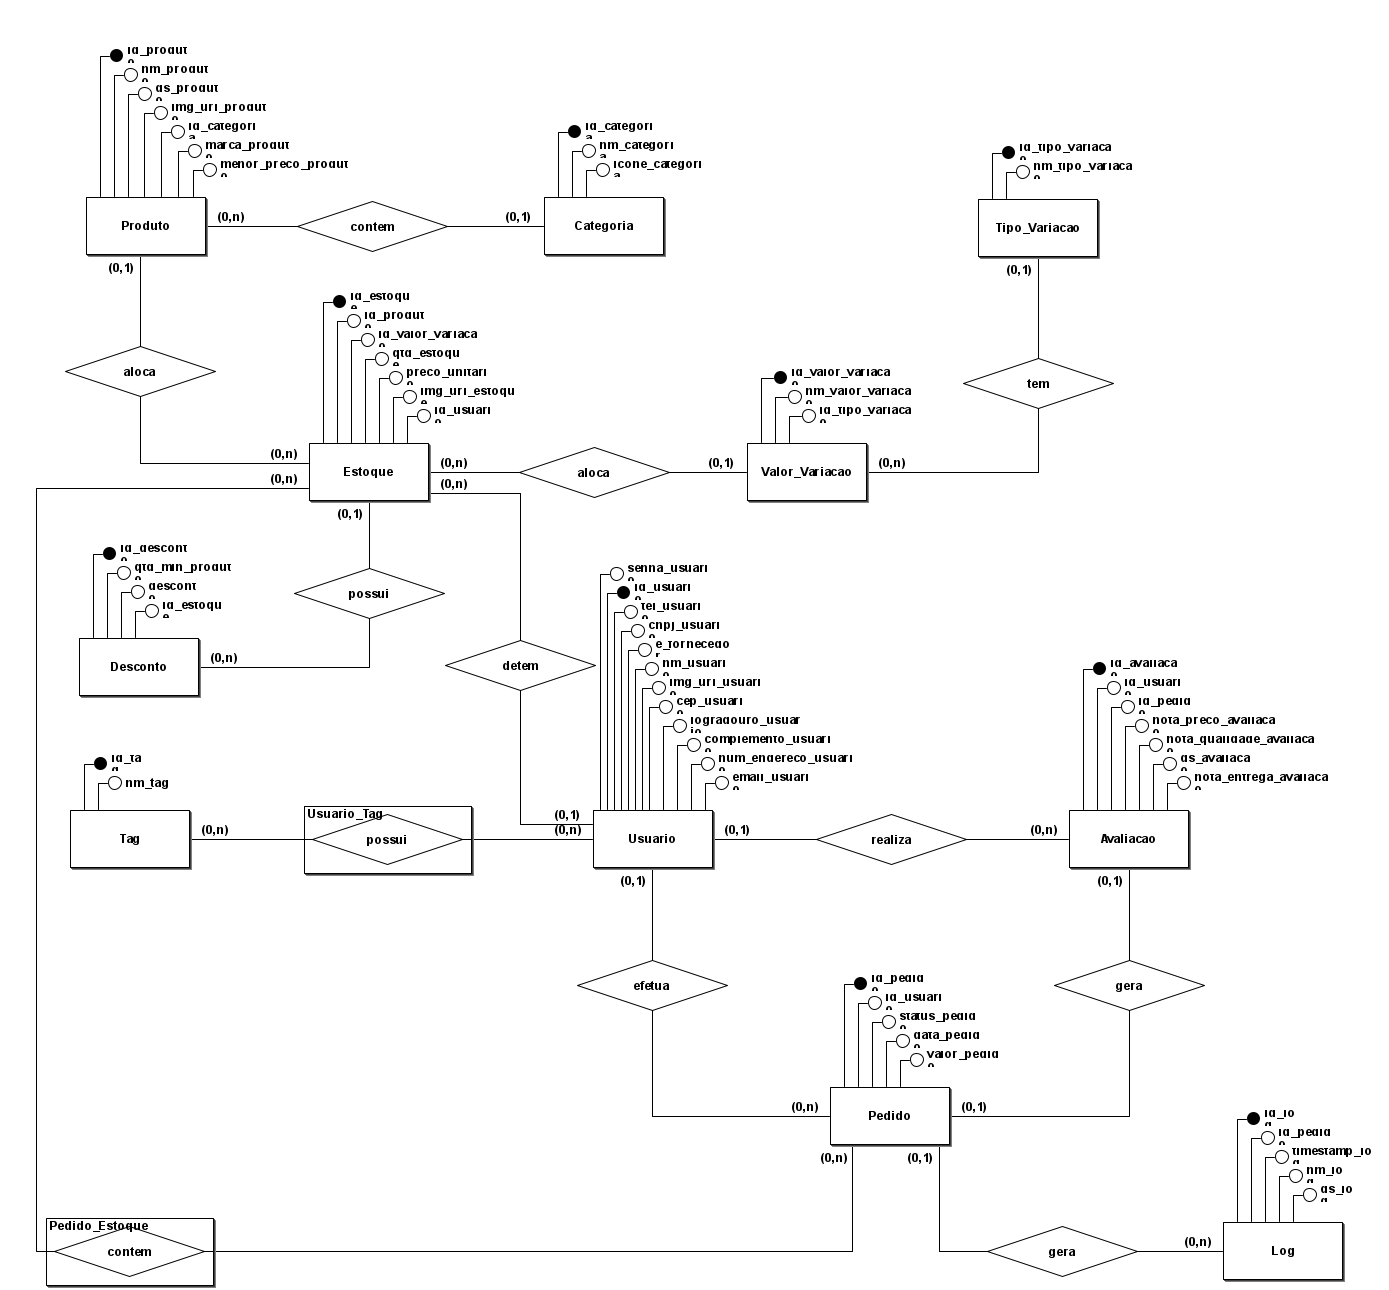 id_produto
nm_produto
ds_produto
img_url_produto
id_categoria
marca_produto
menor_preco_produto
Produto
(0,n)
contem
(0,1)
id_categoria
nm_categoria
icone_categoria
Categoria
id_tipo_variacao
nm_tipo_variacao
Tipo_Variacao
(0,1)
(0,1)
aloca
tem
id_estoque
id_produto
id_valor_variacao
qtd_estoque
preco_unitario
img_url_estoque
id_usuario
(0,n)
Estoque
(0,n)
aloca
(0,1)
id_valor_variacao
nm_valor_variacao
id_tipo_variacao
Valor_Variacao
(0,n)
(0,n)
(0,n)
(0,1)
id_desconto
qtd_min_produto
desconto
id_estoque
Desconto
(0,n)
possui
detem
senha_usuario
id_usuario
tel_usuario
cnpj_usuario
e_fornecedor
nm_usuario
img_url_usuario
cep_usuario
logradouro_usuario
complemento_usuario
num_endereco_usuario
email_usuario
id_avaliacao
id_usuario
id_pedido
nota_preco_avaliacao
nota_qualidade_avaliacao
ds_avaliacao
nota_entrega_avaliacao
id_tag
nm_tag
Tag
(0,n)
Usuario_Tag
possui
(0,1)
(0,n)
Usuario
(0,1)
realiza
(0,n)
Avaliacao
(0,1)
(0,1)
efetua
gera
id_pedido
id_usuario
status_pedido
data_pedido
valor_pedido
(0,n)
Pedido
(0,1)
(0,n)
(0,1)
id_log
id_pedido
timestamp_log
nm_log
ds_log
Pedido_Estoque
contem
gera
(0,n)
Log